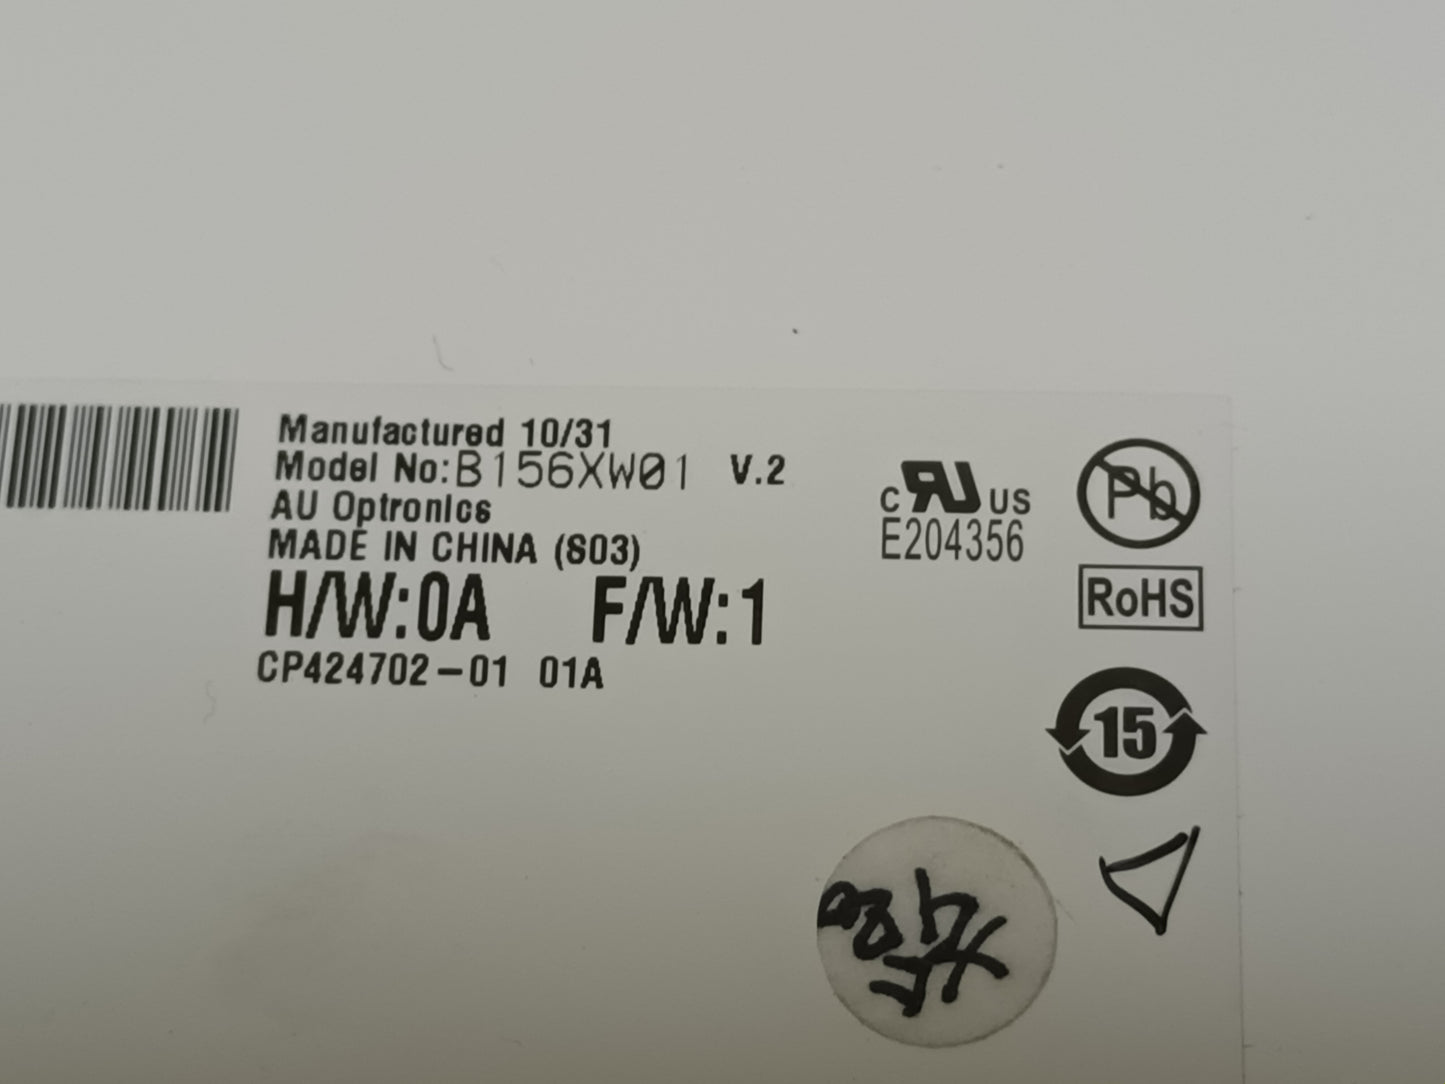 Manufactured 10/31
Model No:B156XW01 V.2
AU Optronics
MADE IN CHINA (S03)
H/W:0A F/W:1
CP424702-01 01A
c RU US
E204356
Pb
RoHS
15